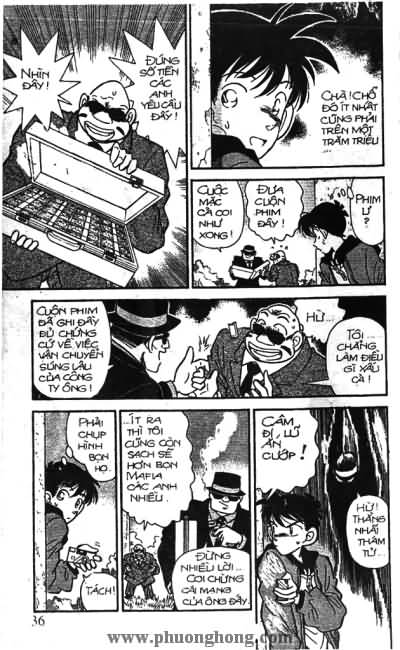 NHÌN
ĐÂY!
ĐÚNG
SỐ TIỀN
CÁC
ANH
YÊU CẦU
ĐÂY!
CHÀ! CHỖ
ĐÓ ÍT NHẤT
CŨNG PHẢI
TRÊN MỘT
TRĂM TRIỆU
CUỘC
MẶC
CẢ COI
NHƯ
XONG!
ĐƯA
CUỘN
PHIM
ĐÂY!
PHIM
Ư?
CUỘN PHIM
ĐÃ GHI ĐẦY
ĐỦ CHỨNG
CỨ VỀ VIỆC
VẬN CHUYỂN
SÚNG LẬU
CỦA CÔNG
TY ÔNG!
HỪ...
TÔI
CHẲNG
LÀM ĐIỀU
GÌ XẤU
CẢ!
PHẢI
CHỤP
HÌNH
BỌN
HỌ.
TÁCH!
...ÍT RA
THÌ TÔI
CŨNG CÒN
SẠCH SẼ
HƠN BỌN
MAFIA
CÁC ANH
NHIỀU.
ĐỪNG
NHIỀU LỜI...
COI CHỪNG
CÁI MẠNG
CỦA ÔNG ĐẤY.
CÂM
ĐI, LŨ
ĂN
CƯỚP!
HỪ!
THẰNG
NHÃI
THÁM
TỬ...
36
www.phuonghong.com